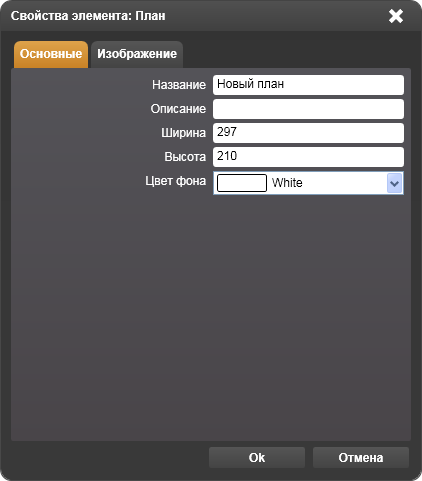 Свойства элемента: План
Основные Изображение
Название Новый план
Описание
Ширина 297
Высота 210
Цвет фона White
Ok Отмена